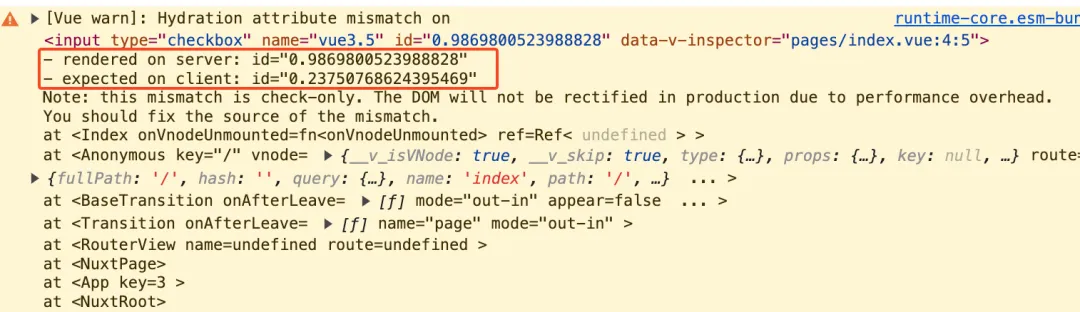 [Vue warn]: Hydration attribute mismatch on runtime-core.esm-bun
<input type="checkbox" name="vue3.5" id="0.9869800523988828" data-v-inspector="pages/index.vue:4:5">
- rendered on server: id="0.9869800523988828"
- expected on client: id="0.23750768624395469"
Note: this mismatch is check-only. The DOM will not be rectified in production due to performance overhead.
You should fix the source of the mismatch.
at <Index onVnodeUnmounted=fn<onVnodeUnmounted> ref=Ref< undefined > >
at <Anonymous key="/" vnode= ▶ {__v_isVNode: true, __v_skip: true, type: {…}, props: {…}, key: null, …} route=
▶ {fullPath: '/', hash: '', query: {…}, name: 'index', path: '/', …} ... >
at <BaseTransition onAfterLeave= ▶ [ƒ] mode="out-in" appear=false ... >
at <Transition onAfterLeave= ▶ [ƒ] name="page" mode="out-in" >
at <RouterView name=undefined route=undefined >
at <NuxtPage>
at <App key=3 >
at <NuxtRoot>